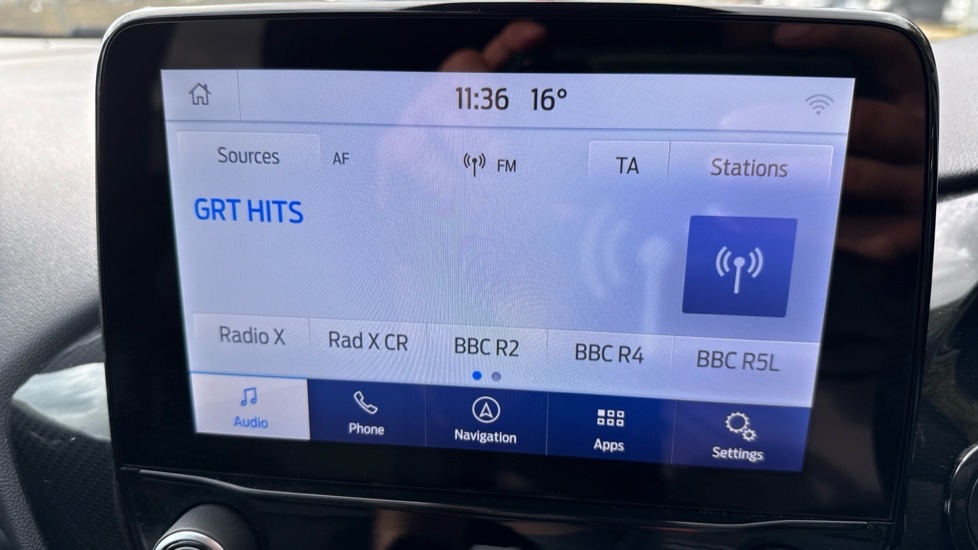 11:36 16°
Sources AF FM TA Stations
GRT HITS
Radio X Rad X CR BBC R2 BBC R4 BBC R5L
Audio Phone Navigation Apps Settings